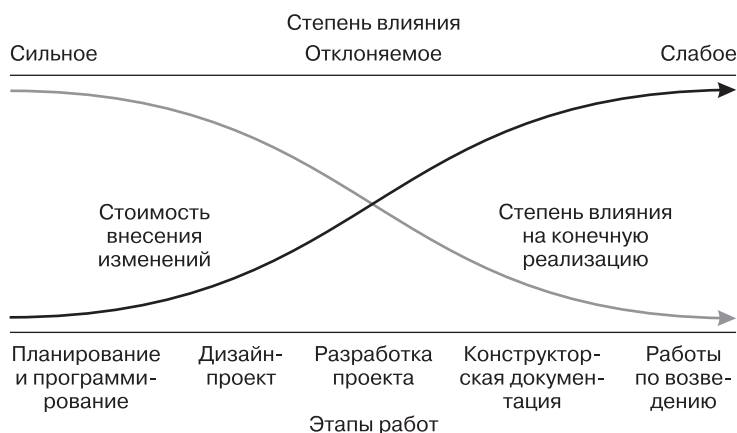 Степень влияния
Сильное
Отклоняемое
Слабое
Стоимость
внесения
изменений
Степень влияния
на конечную
реализацию
Планирование
и программи-
рование
Дизайн-
проект
Разработка
проекта
Конструктор-
ская докумен-
тация
Работы
по возве-
дению
Этапы работ